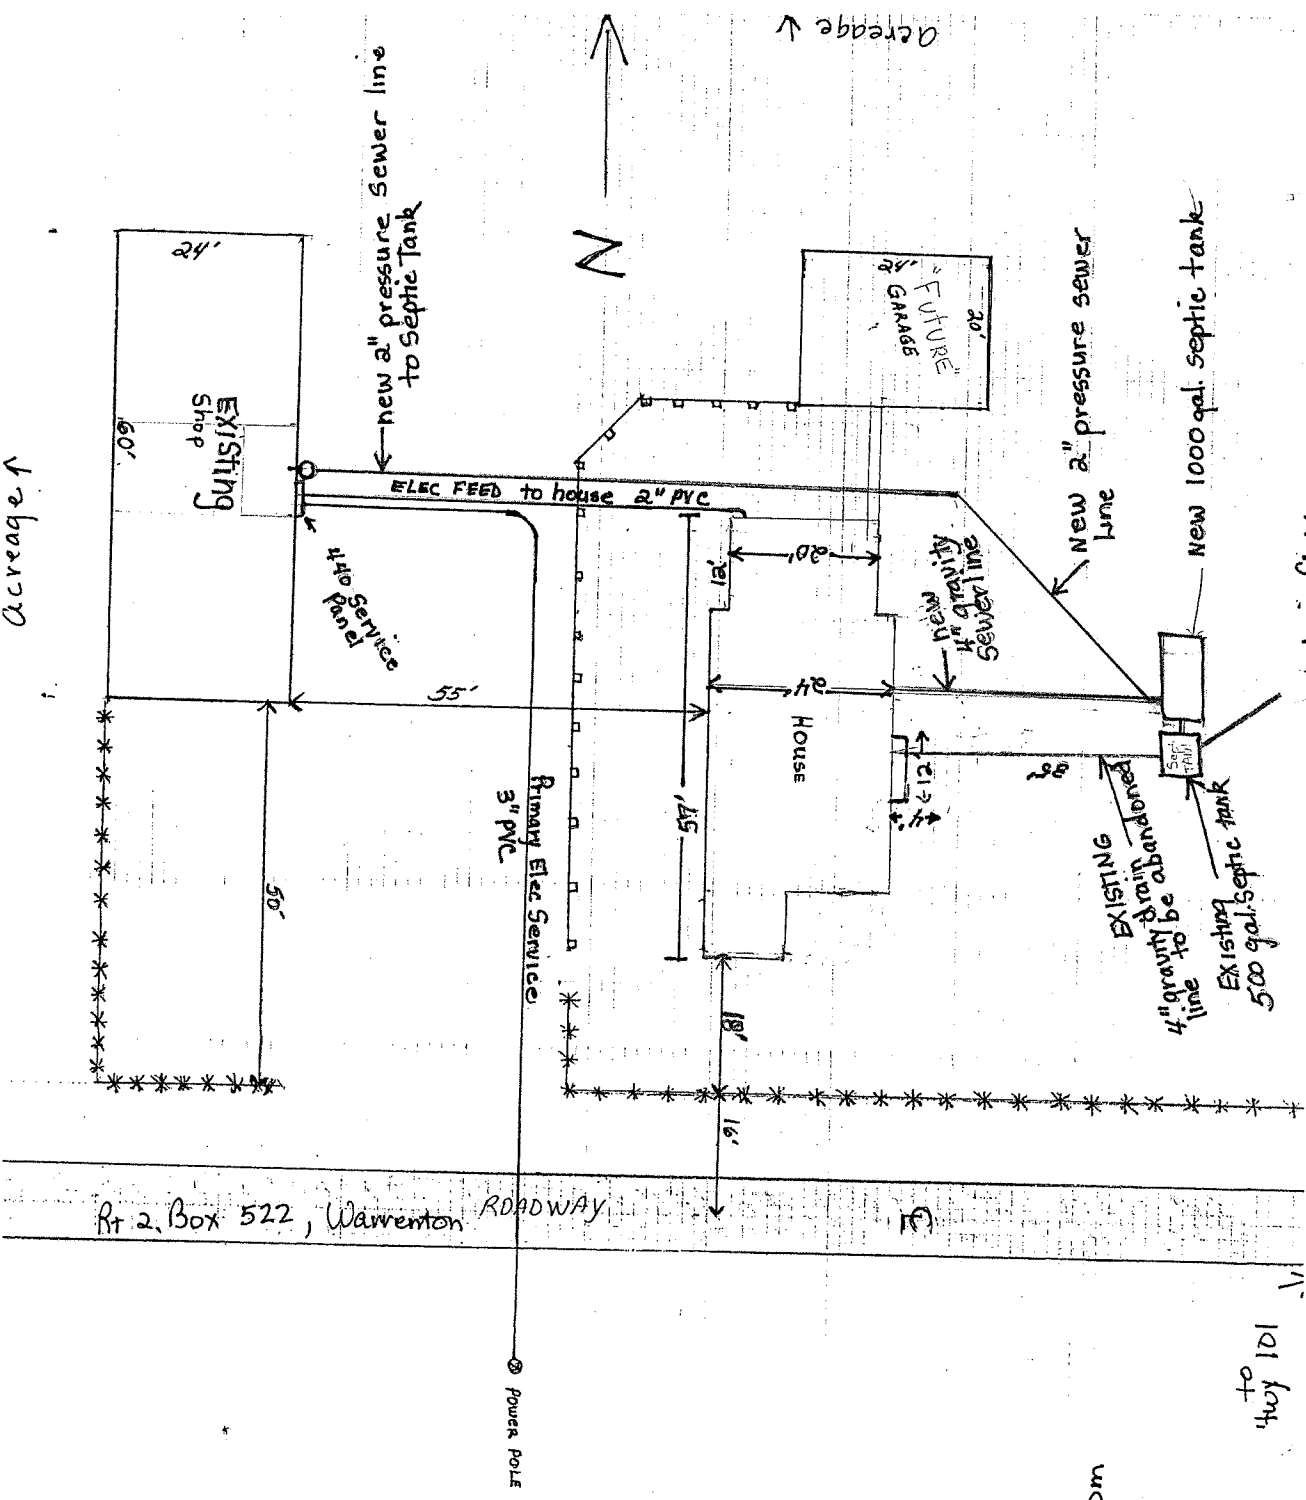 acreage ↓
new 2" pressure sewer line
to septic Tank
N
24'
60'
EXISTING
Shop
"FUTURE"
GARAGE
24'
20'
New 2" pressure sewer
Line
New 1000 gal. septic tank
acreage ↑
ELEC FEED to house 2" PVC
440 Service
Panel
12'
20'
new
4" gravity
sewer line
55'
24'
House
57'
12'
4'
Primary Elec Service
3" PVC
EXISTING
4" gravity drain
line to be abandoned
Existing
500 gal. Septic tank
50'
18'
16'
Rt 2, Box 522, Warrenton
ROADWAY
POWER POLE
to
Hwy 101
om